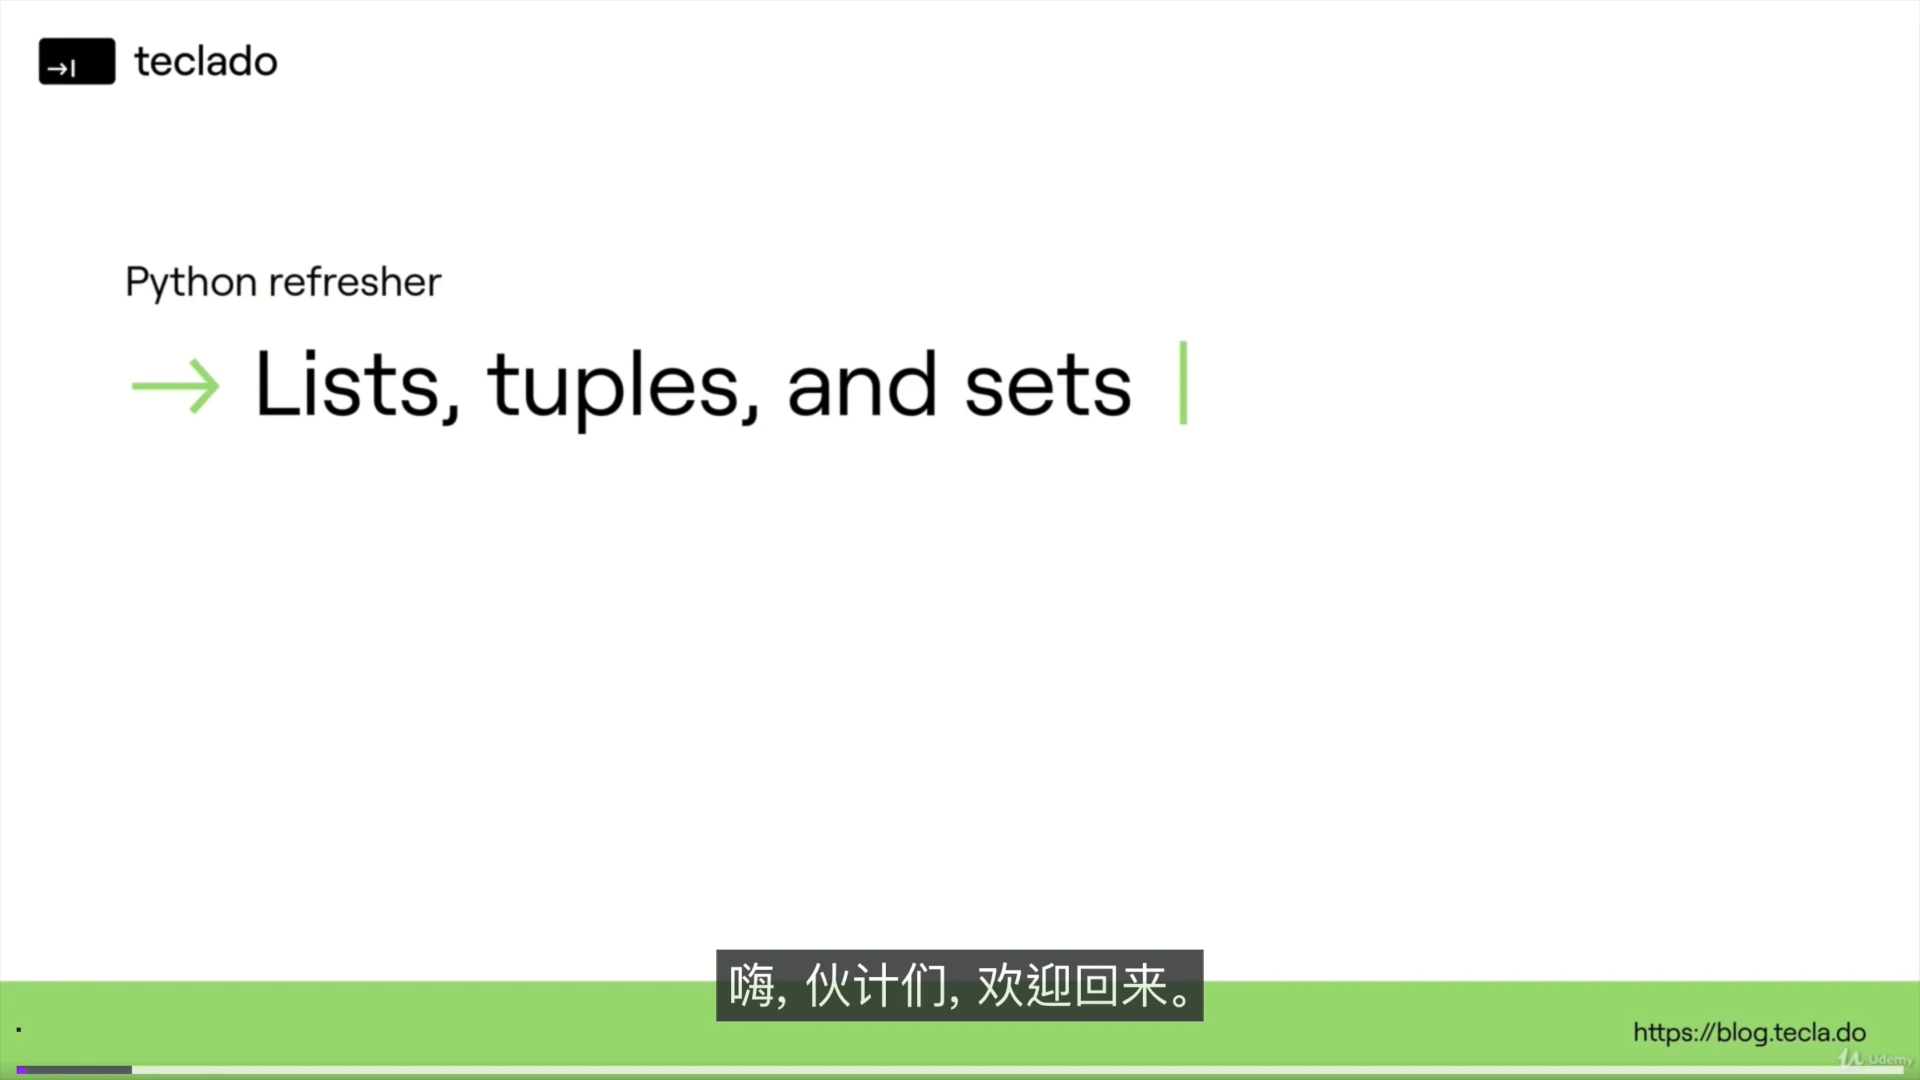 teclado
Python refresher
→ Lists, tuples, and sets
嗨, 伙计们, 欢迎回来。
https://blog.tecla.do
Udemy